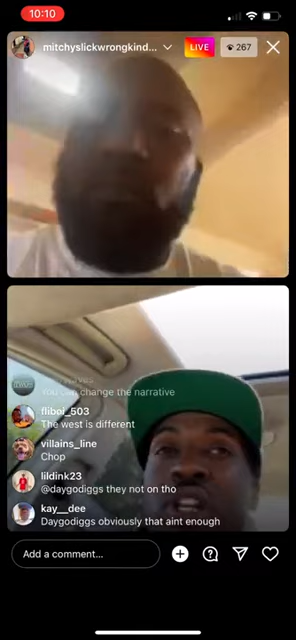 10:10
mitchyslickwrongkind...
LIVE
267
You can change the narrative
fliboi_503
The west is different
villains_line
Chop
lildink23
@daygodiggs they not on tho
kay__dee
Daygodiggs obviously that aint enough
Add a comment...